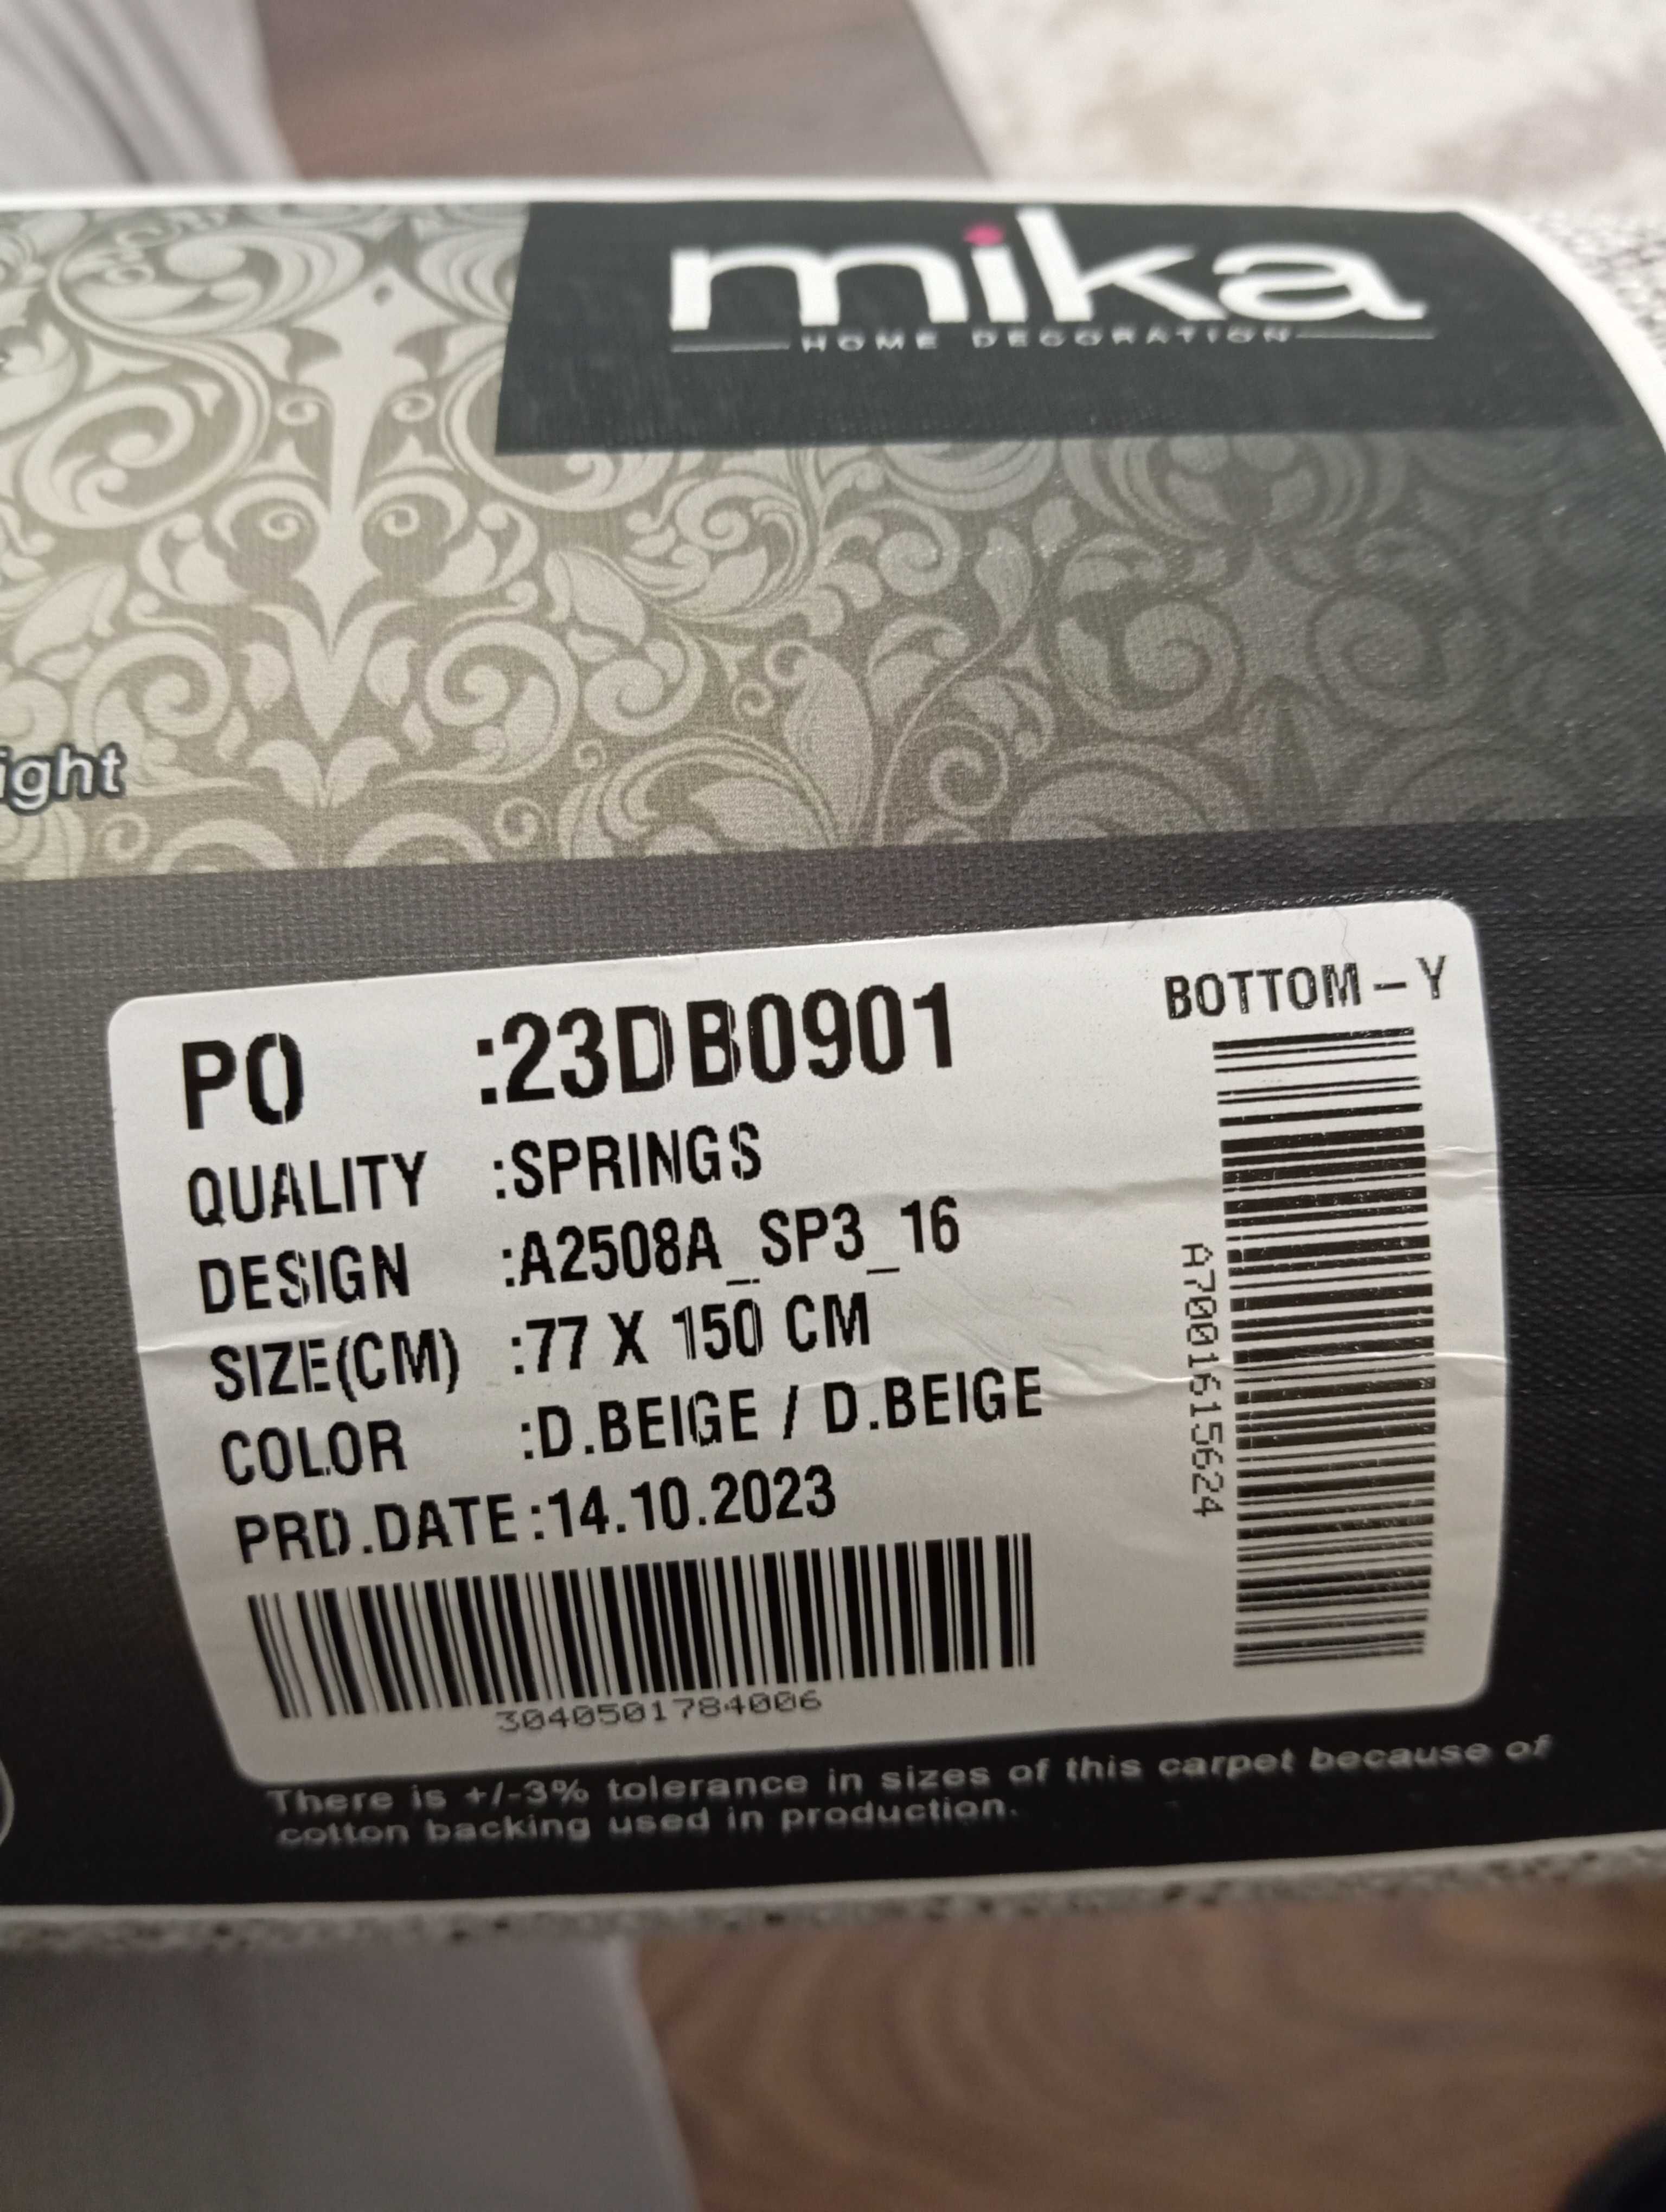 mika
HOME DECORATION
ight
BOTTOM - Y
PO :23DB0901
QUALITY :SPRINGS
DESIGN :A2508A_SP3_16
SIZE(CM) :77 X 150 CM
COLOR :D.BEIGE / D.BEIGE
PRD.DATE :14.10.2023
A7001615624
3040501784006
There is +/-3% tolerance in sizes of this carpet because of
cotton backing used in production.